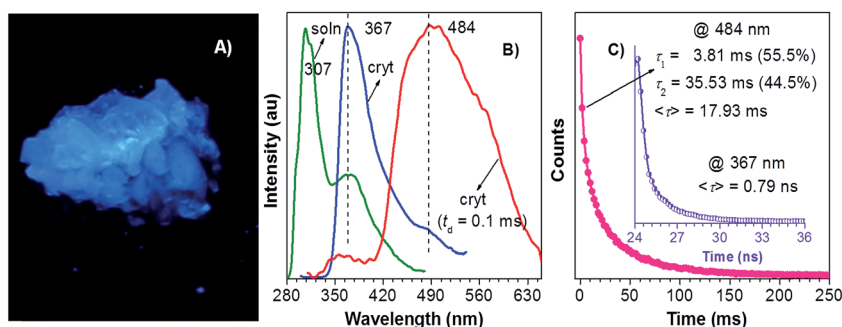 A)
B)
soln
367
484
307
cryt
cryt
(t_d = 0.1 ms)
Intensity (au)
280 350 420 490 560 630
Wavelength (nm)
C)
@ 484 nm
τ₁ = 3.81 ms (55.5%)
τ₂ = 35.53 ms (44.5%)
<τ> = 17.93 ms
@ 367 nm
<τ> = 0.79 ns
24 27 30 33 36
Time (ns)
Counts
0 50 100 150 200 250
Time (ms)